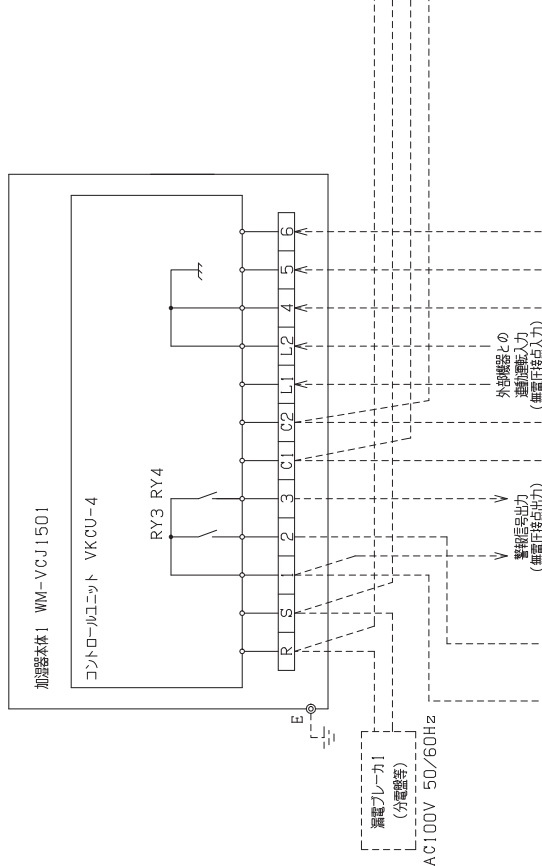 加湿器本体1 WM-VCJ1501
コントロールユニット VKCU-4
RY3 RY4
R S 1 2 3 C1 C2 L1 L2 4 5 6
E
漏電ブレーカ1
(分電盤等)
AC100V 50/60Hz
警報信号出力
(無電圧接点出力)
外部機器との
連動運転入力
(無電圧接点入力)